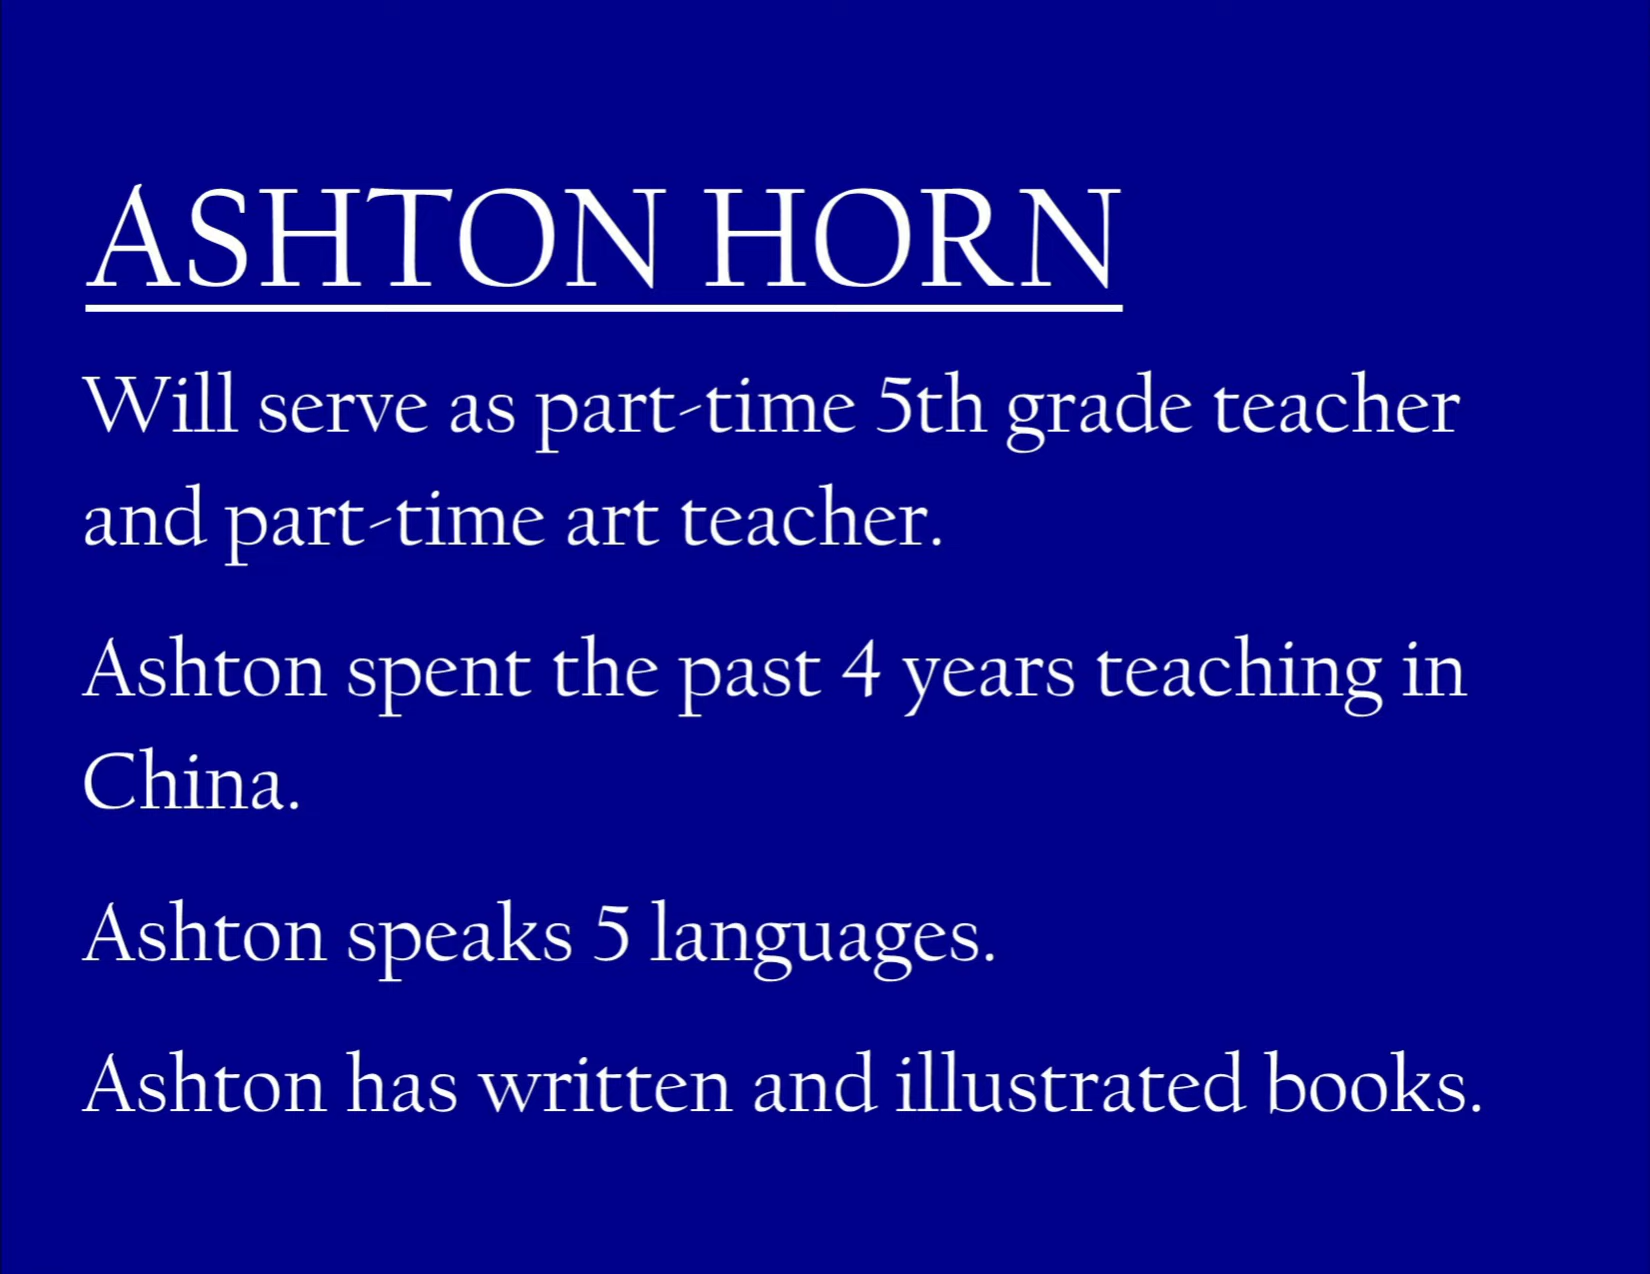 ASHTON HORN
Will serve as part-time 5th grade teacher
and part-time art teacher.
Ashton spent the past 4 years teaching in
China.
Ashton speaks 5 languages.
Ashton has written and illustrated books.